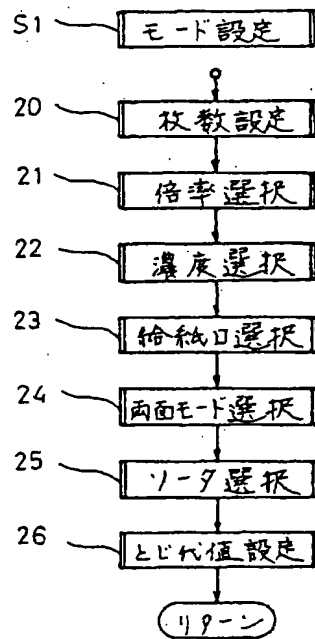 S1 モード設定
20 枚数設定
21 倍率選択
22 濃度選択
23 給紙口選択
24 両面モード選択
25 ソータ選択
26 とじ代値設定
リターン